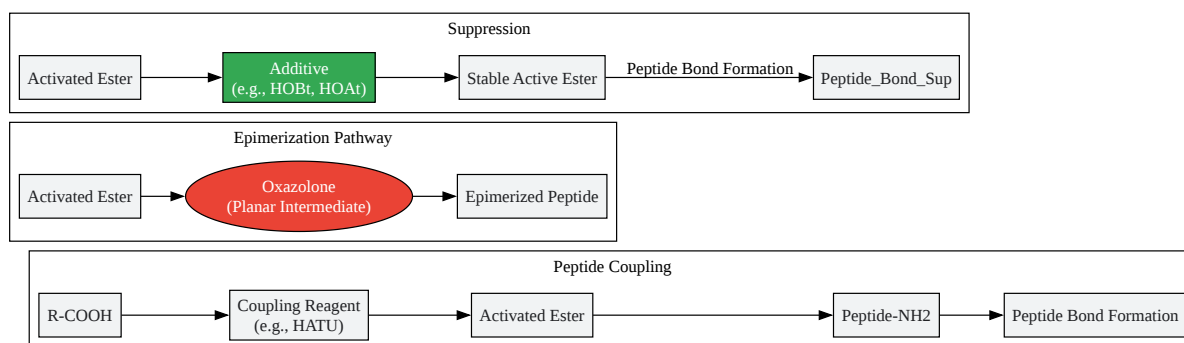 Suppression
Activated Ester
Additive
(e.g., HOBt, HOAt)
Stable Active Ester
Peptide Bond Formation
Peptide_Bond_Sup
Epimerization Pathway
Activated Ester
Oxazolone
(Planar Intermediate)
Epimerized Peptide
Peptide Coupling
R-COOH
Coupling Reagent
(e.g., HATU)
Activated Ester
Peptide-NH2
Peptide Bond Formation